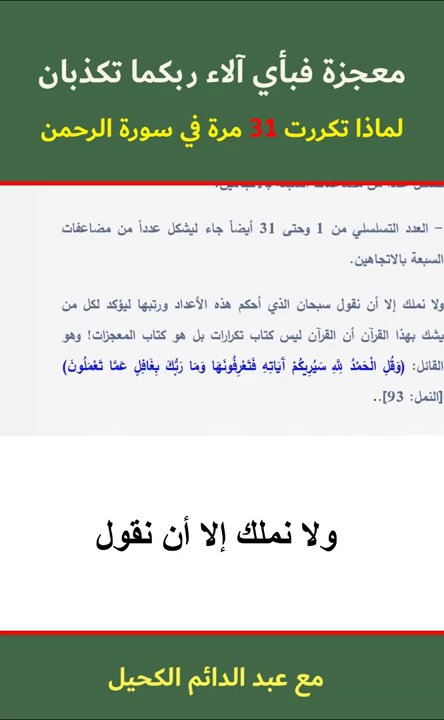 معجزة فبأي آلاء ربكما تكذبان
لماذا تكررت 31 مرة في سورة الرحمن
– العدد التسلسلي من 1 وحتى 31 أيضاً جاء ليشكل عدداً من مضاعفات
السبعة بالاتجاهين.
ولا نملك إلا أن نقول سبحان الذي أحكم هذه الأعداد ورتبها ليؤكد لكل من
يشك بهذا القرآن أن القرآن ليس كتاب تكرارات بل هو كتاب المعجزات! وهو
القائل: (وَقُلِ الْحَمْدُ لِلَّهِ سَيُرِيكُمْ آَيَاتِهِ فَتَعْرِفُونَهَا وَمَا رَبُّكَ بِغَافِلٍ عَمَّا تَعْمَلُونَ)
[النمل: 93]..
ولا نملك إلا أن نقول
مع عبد الدائم الكحيل